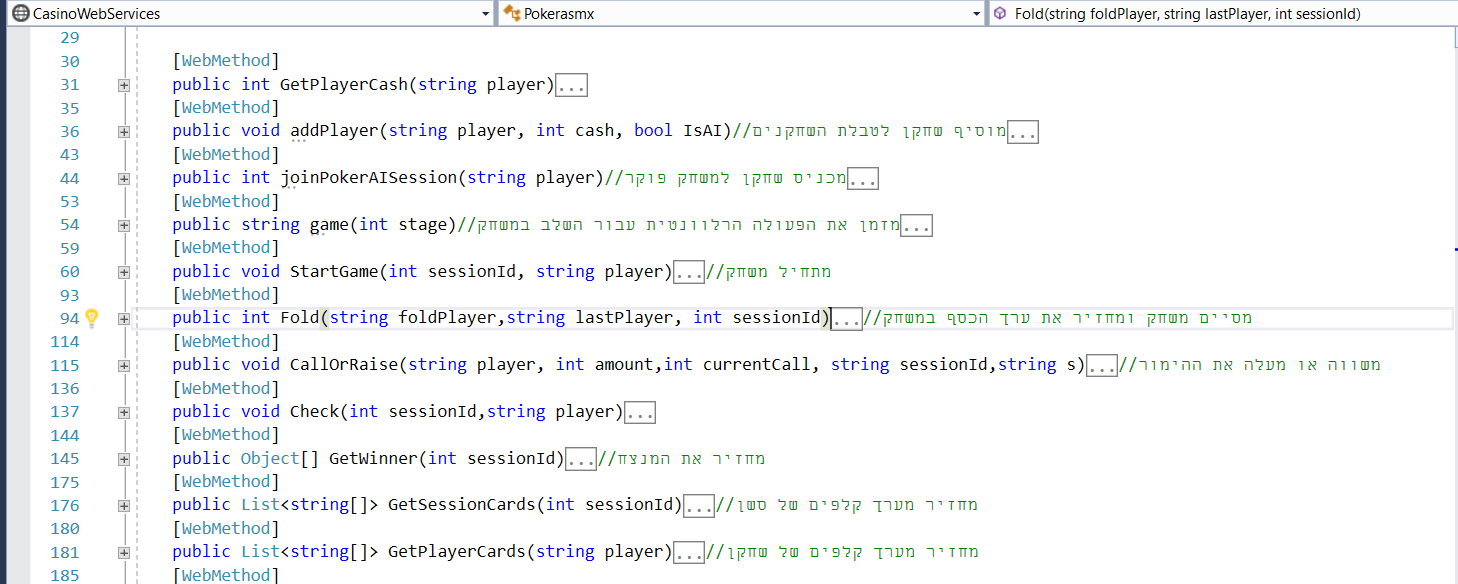 CasinoWebServices Pokerasmx Fold(string foldPlayer, string lastPlayer, int sessionId)
29
30 [WebMethod]
31 public int GetPlayerCash(string player)...
35 [WebMethod]
36 public void addPlayer(string player, int cash, bool IsAI)//מוסיף שחקן לטבלת השחקנים...
43 [WebMethod]
44 public int joinPokerAISession(string player)//מכניס שחקן למשחק פוקר...
53 [WebMethod]
54 public string game(int stage)//מזמן את הפעולה הרלוונטית עבור השלב במשחק...
59 [WebMethod]
60 public void StartGame(int sessionId, string player)...//מתחיל משחק
93 [WebMethod]
94 public int Fold(string foldPlayer,string lastPlayer, int sessionId)...//מסיים משחק ומחזיר את ערך הכסף במשחק
114 [WebMethod]
115 public void CallOrRaise(string player, int amount,int currentCall, string sessionId,string s)...//משווה או מעלה את ההימור
136 [WebMethod]
137 public void Check(int sessionId,string player)...
144 [WebMethod]
145 public Object[] GetWinner(int sessionId)...//מחזיר את המנצח
175 [WebMethod]
176 public List<string[]> GetSessionCards(int sessionId)...//מחזיר מערך קלפים של סשן
180 [WebMethod]
181 public List<string[]> GetPlayerCards(string player)...//מחזיר מערך קלפים של שחקן
185 [WebMethod]